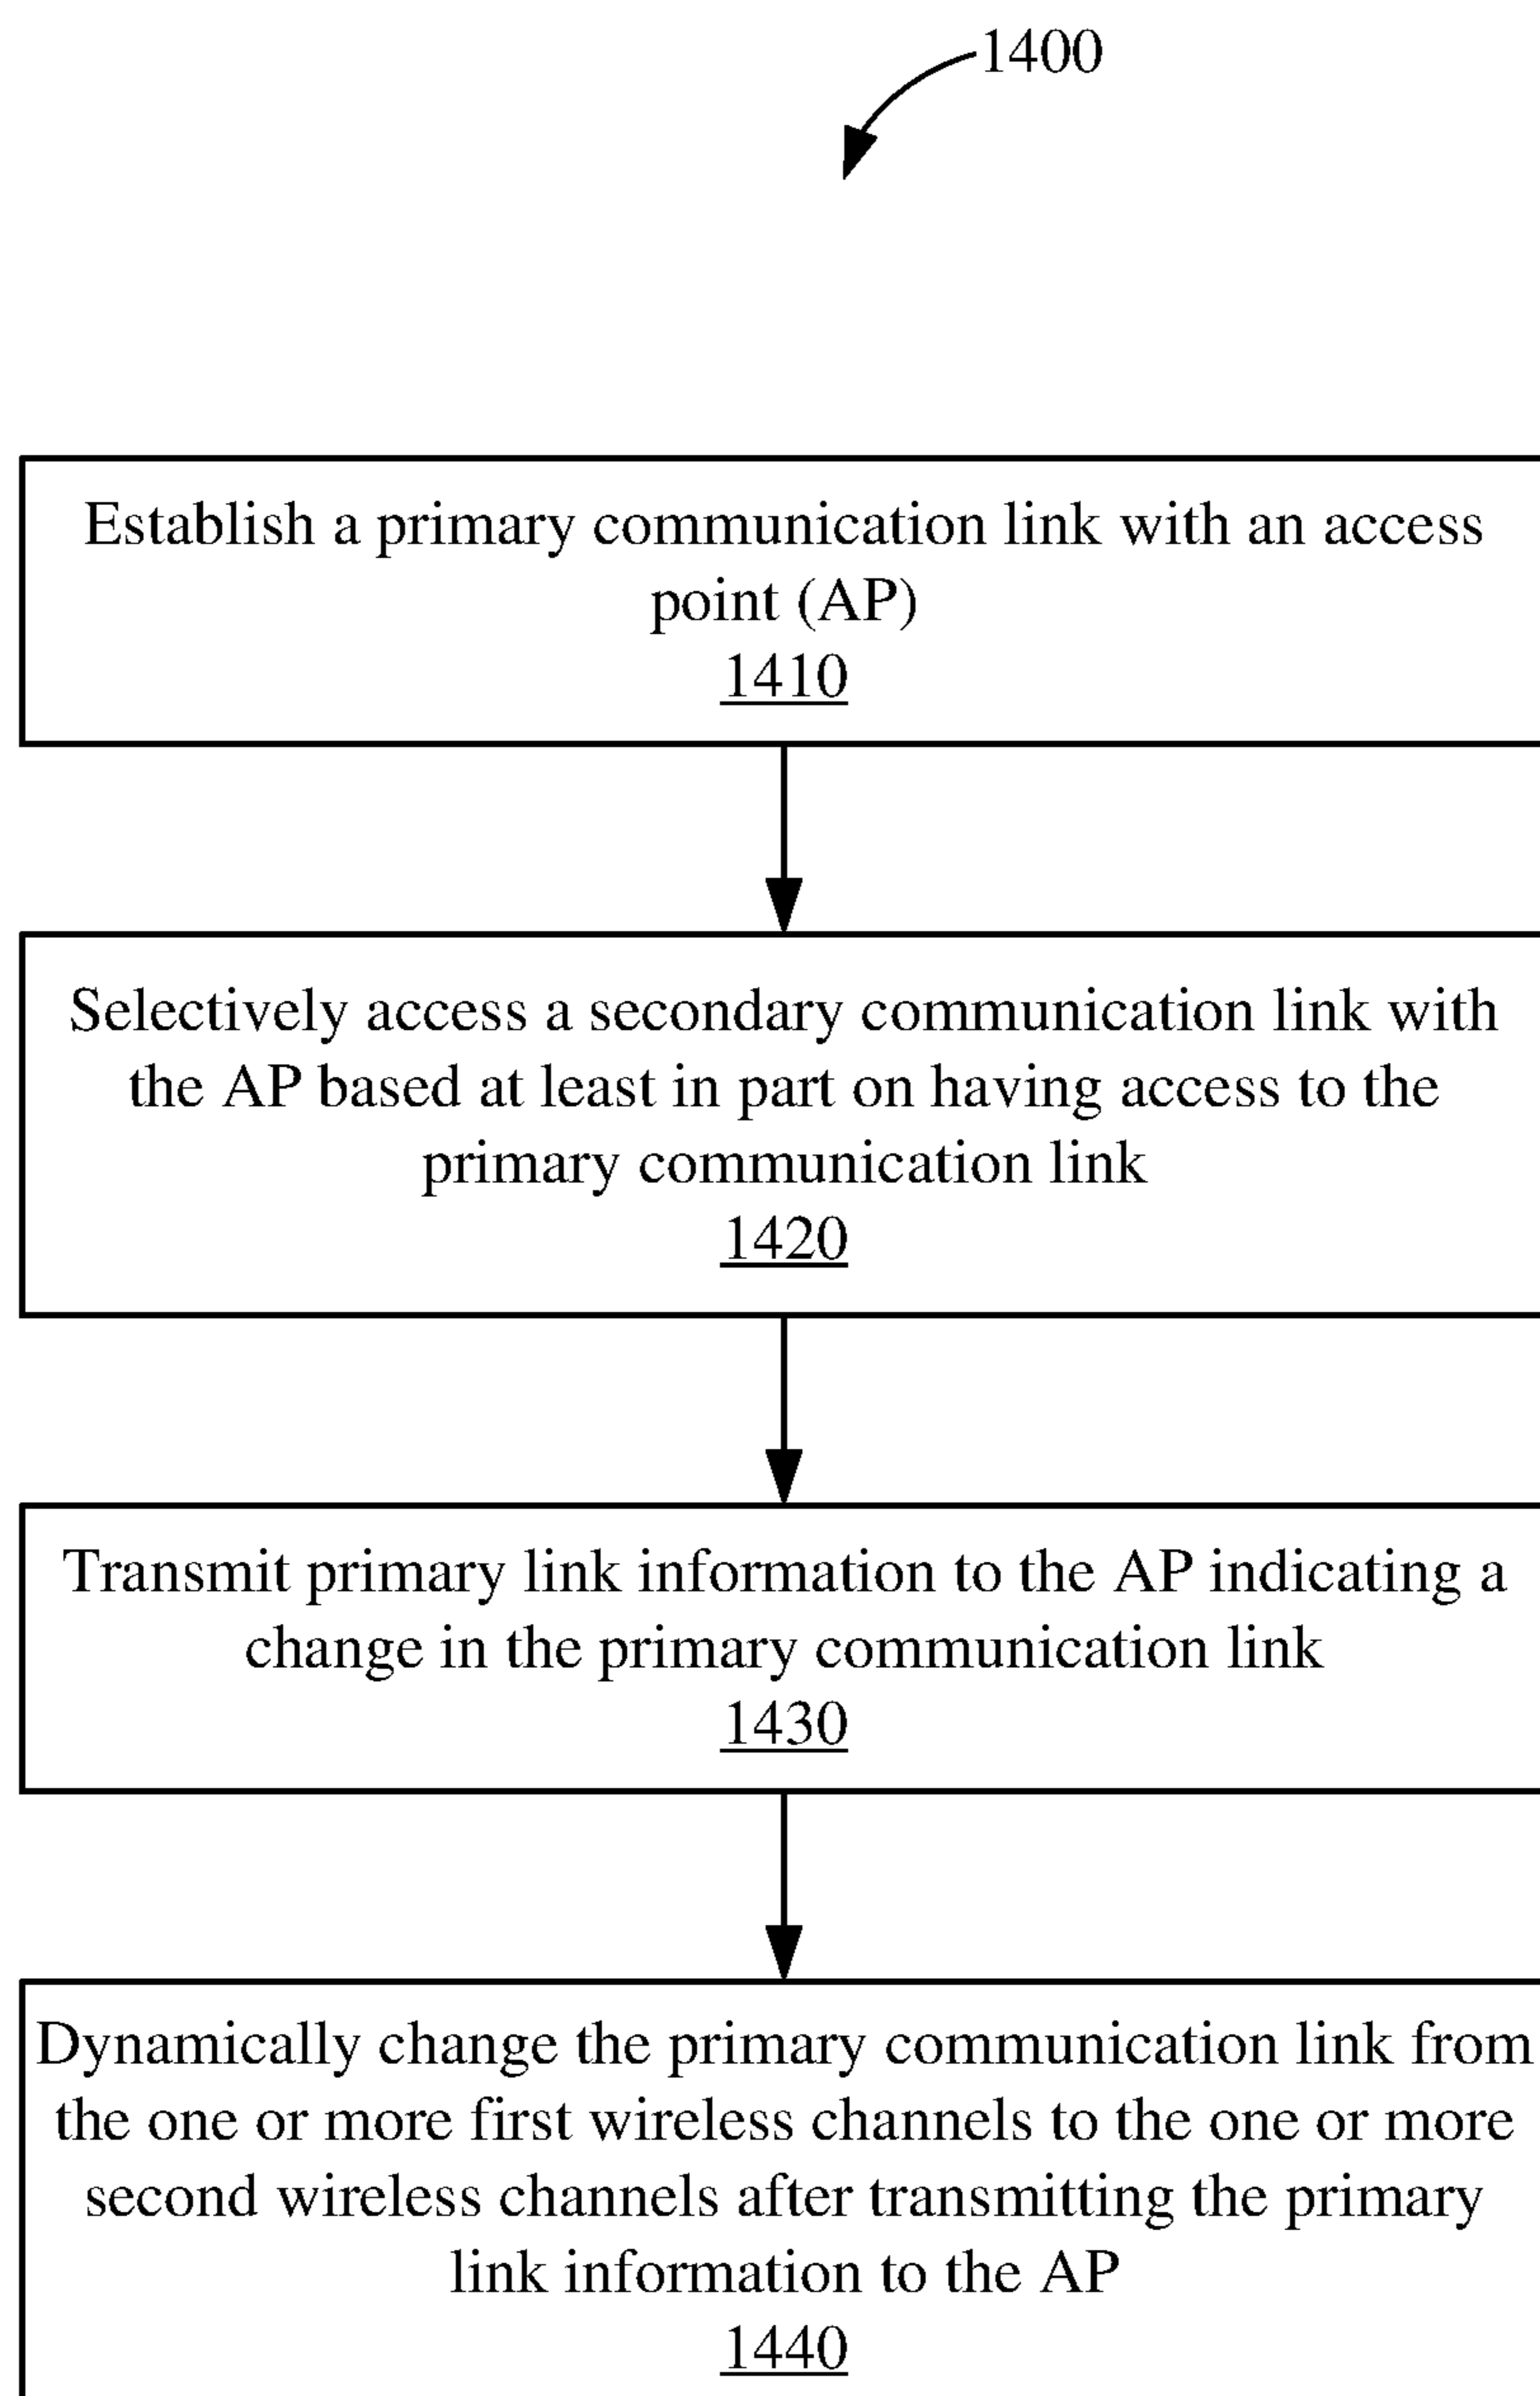 1400
Establish a primary communication link with an access
point (AP)
1410
Selectively access a secondary communication link with
the AP based at least in part on having access to the
primary communication link
1420
Transmit primary link information to the AP indicating a
change in the primary communication link
1430
Dynamically change the primary communication link from
the one or more first wireless channels to the one or more
second wireless channels after transmitting the primary
link information to the AP
1440